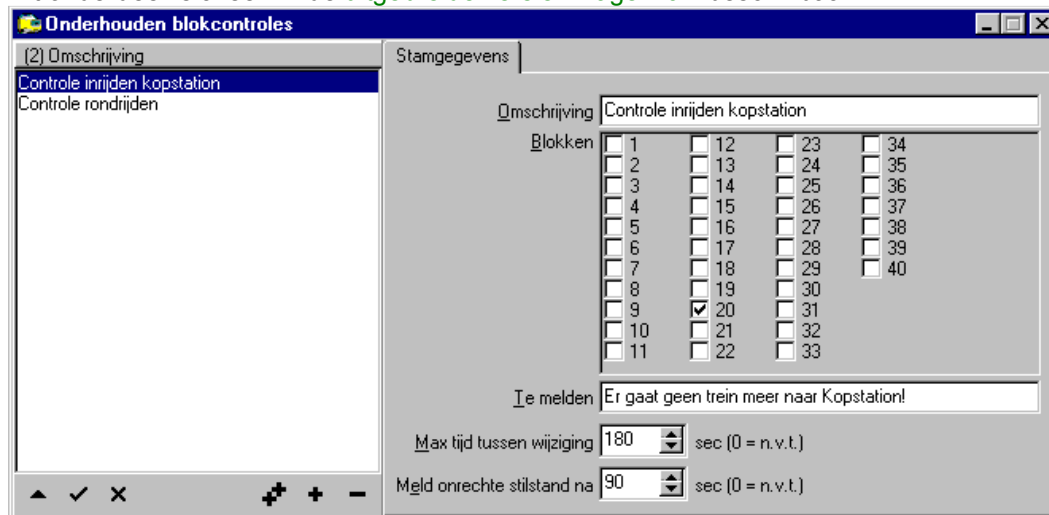 Onderhouden blokcontroles
(2) Omschrijving
Controle inrijden kopstation
Controle rondrijden
Stamgegevens
Omschrijving Controle inrijden kopstation
Blokken
1 12 23 34
2 13 24 35
3 14 25 36
4 15 26 37
5 16 27 38
6 17 28 39
7 18 29 40
8 19 30
9 20 31
10 21 32
11 22 33
Te melden Er gaat geen trein meer naar Kopstation!
Max tijd tussen wijziging 180 sec (0 = n.v.t.)
Meld onrechte stilstand na 90 sec (0 = n.v.t.)